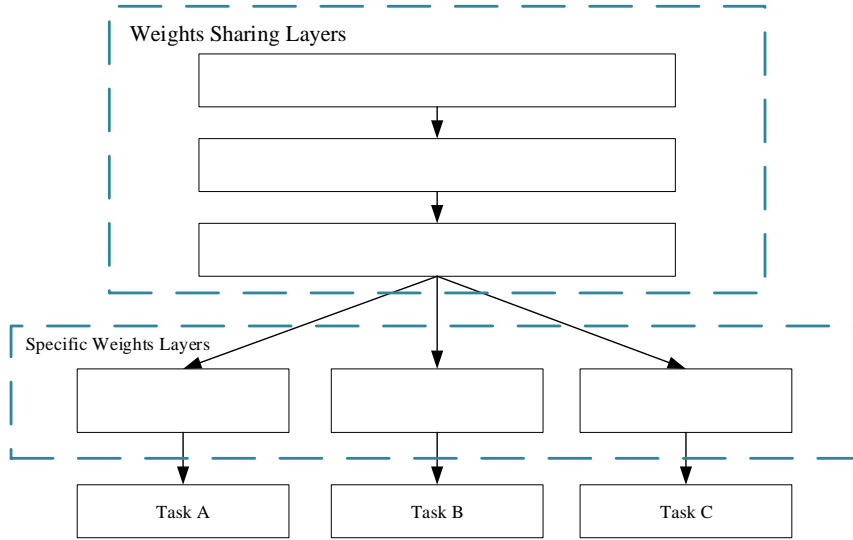 Weights Sharing Layers
Specific Weights Layers
Task A
Task B
Task C